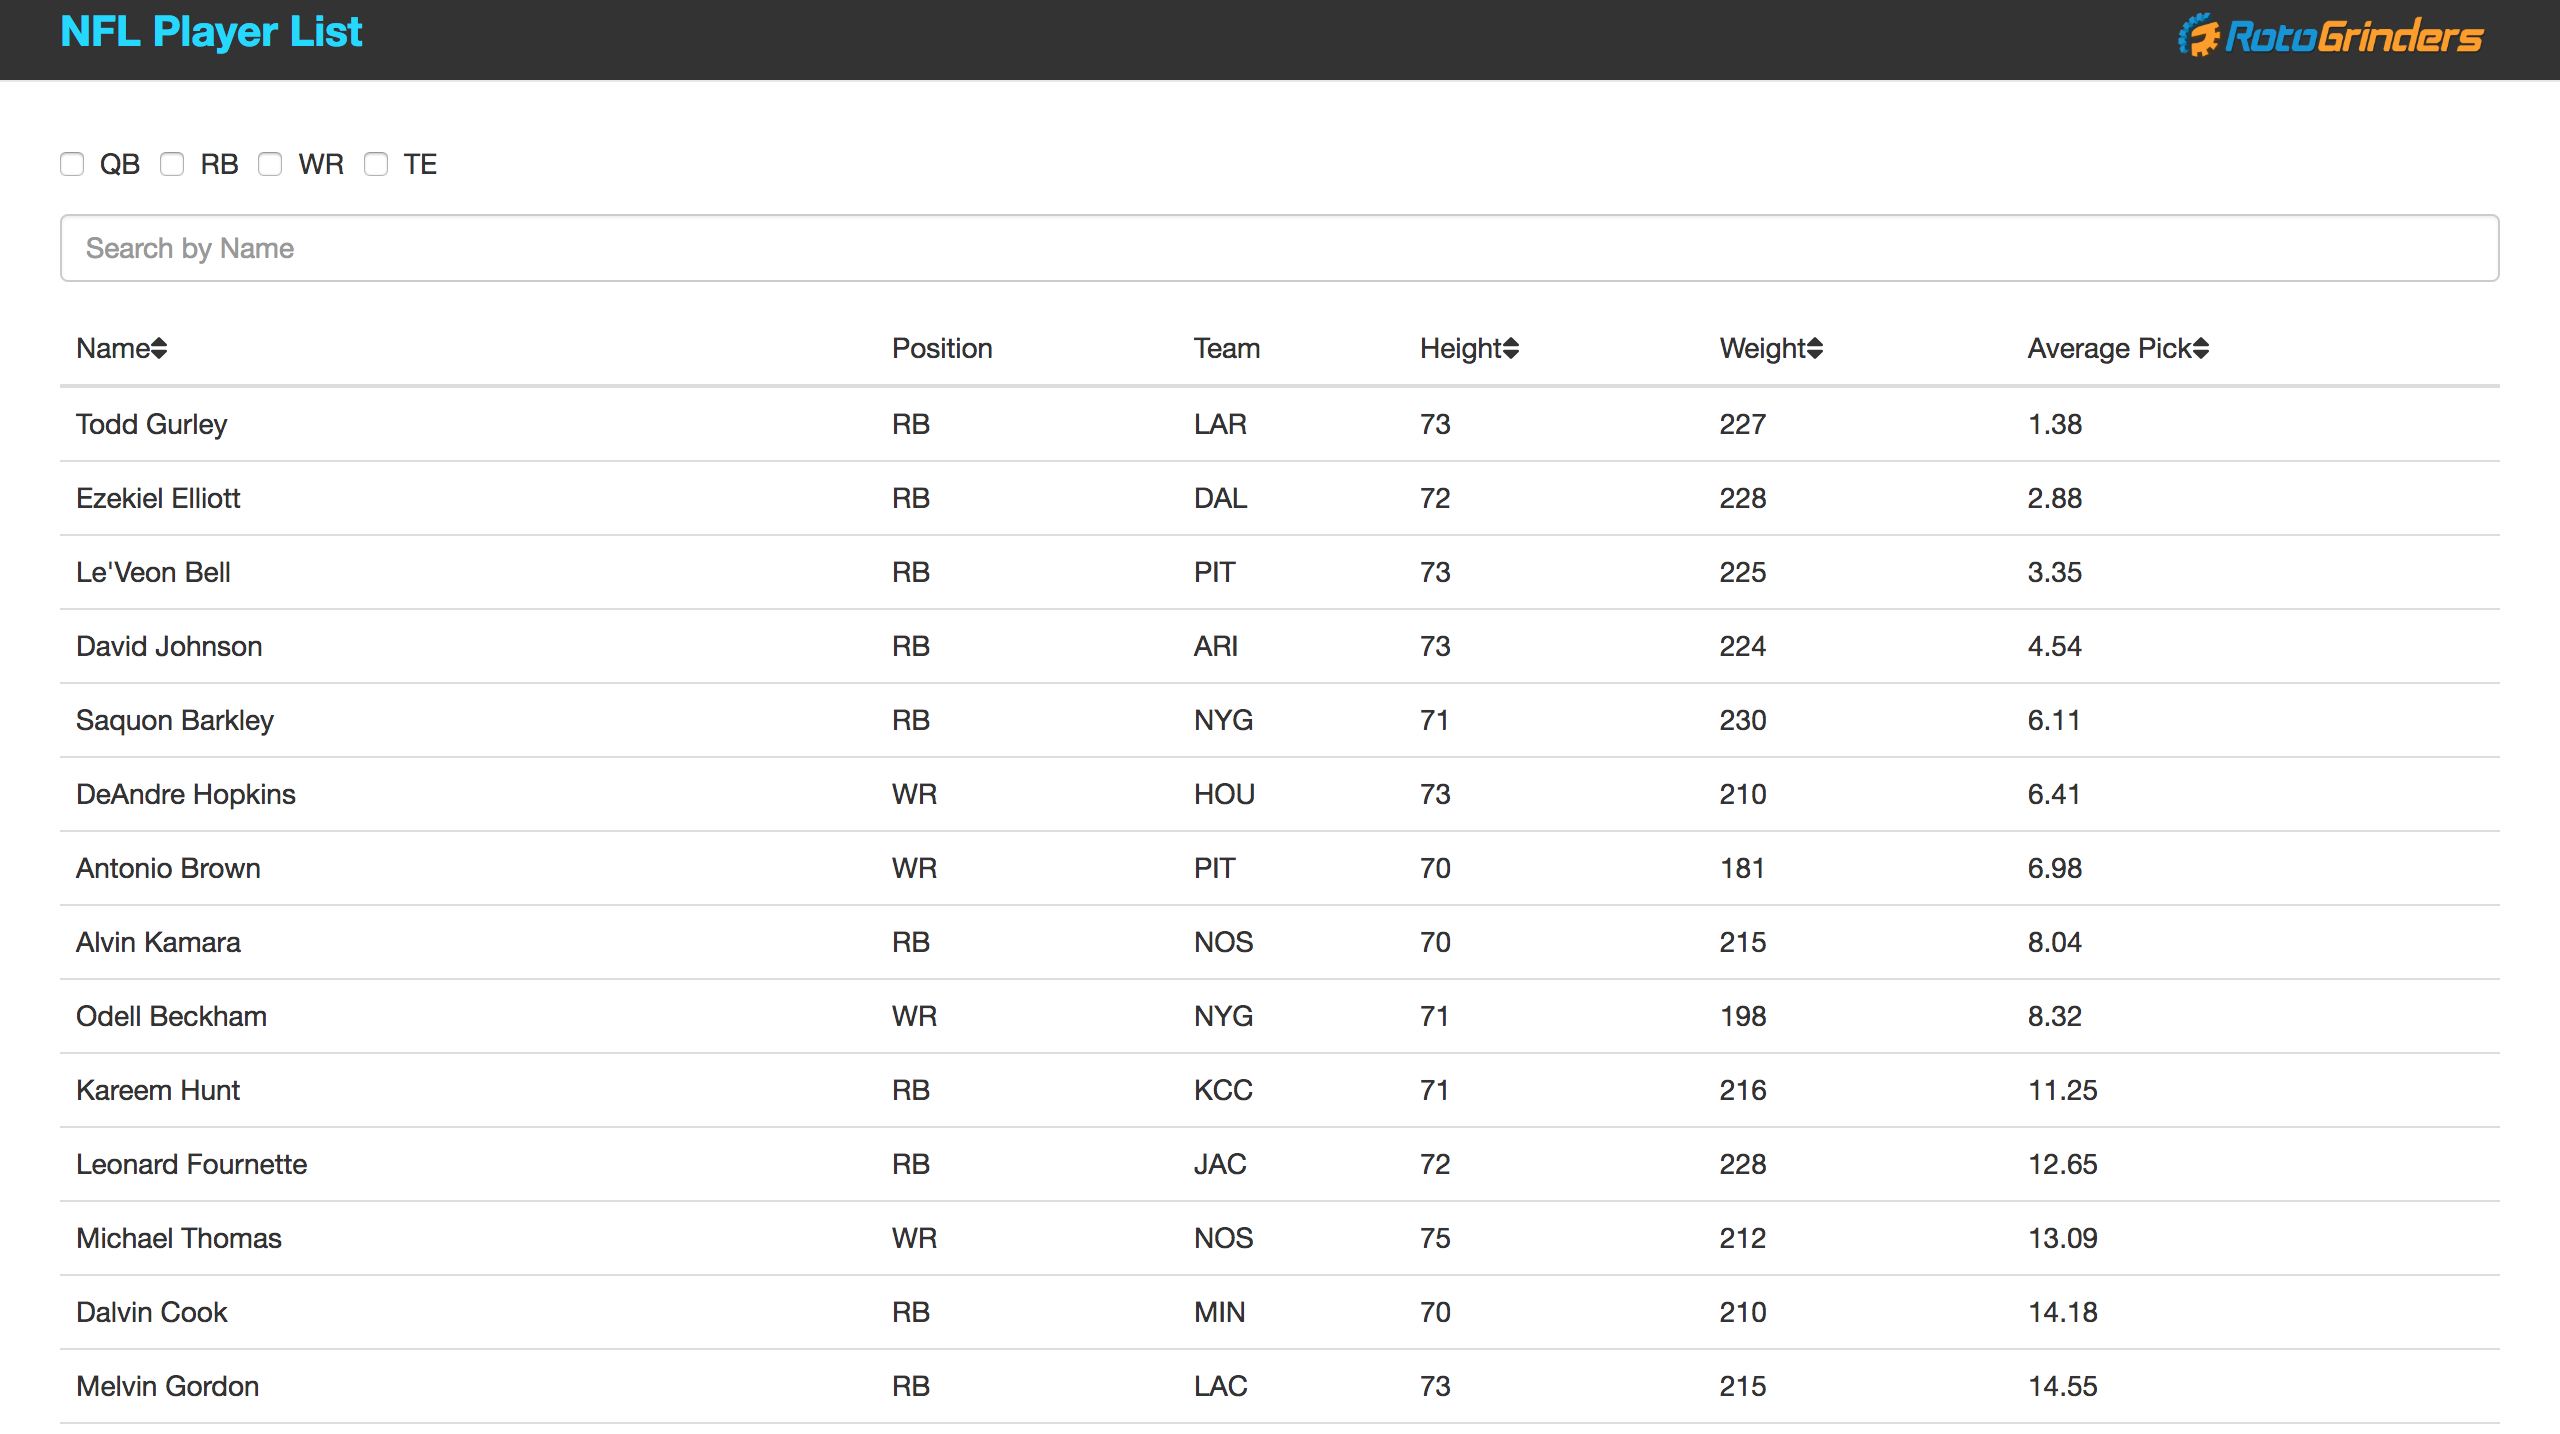 NFL Player List RotoGrinders
QB RB WR TE
Search by Name
Name Position Team Height Weight Average Pick
Todd Gurley RB LAR 73 227 1.38
Ezekiel Elliott RB DAL 72 228 2.88
Le'Veon Bell RB PIT 73 225 3.35
David Johnson RB ARI 73 224 4.54
Saquon Barkley RB NYG 71 230 6.11
DeAndre Hopkins WR HOU 73 210 6.41
Antonio Brown WR PIT 70 181 6.98
Alvin Kamara RB NOS 70 215 8.04
Odell Beckham WR NYG 71 198 8.32
Kareem Hunt RB KCC 71 216 11.25
Leonard Fournette RB JAC 72 228 12.65
Michael Thomas WR NOS 75 212 13.09
Dalvin Cook RB MIN 70 210 14.18
Melvin Gordon RB LAC 73 215 14.55